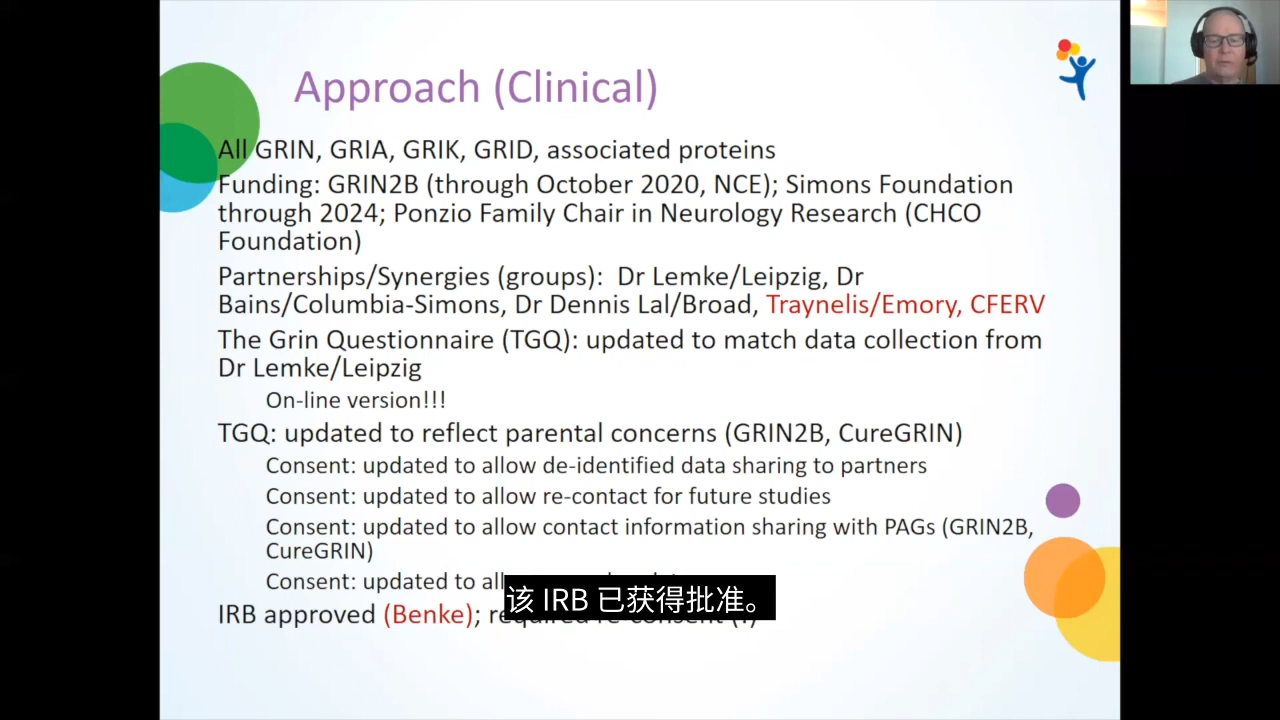 Approach (Clinical)
All GRIN, GRIA, GRIK, GRID, associated proteins
Funding: GRIN2B (through October 2020, NCE); Simons Foundation
through 2024; Ponzio Family Chair in Neurology Research (CHCO
Foundation)
Partnerships/Synergies (groups): Dr Lemke/Leipzig, Dr
Bains/Columbia-Simons, Dr Dennis Lal/Broad, Traynelis/Emory, CFERV
The Grin Questionnaire (TGQ): updated to match data collection from
Dr Lemke/Leipzig
On-line version!!!
TGQ: updated to reflect parental concerns (GRIN2B, CureGRIN)
Consent: updated to allow de-identified data sharing to partners
Consent: updated to allow re-contact for future studies
Consent: updated to allow contact information sharing with PAGs (GRIN2B,
CureGRIN)
Consent: updated to
该 IRB 已获得批准。
IRB approved (Benke);